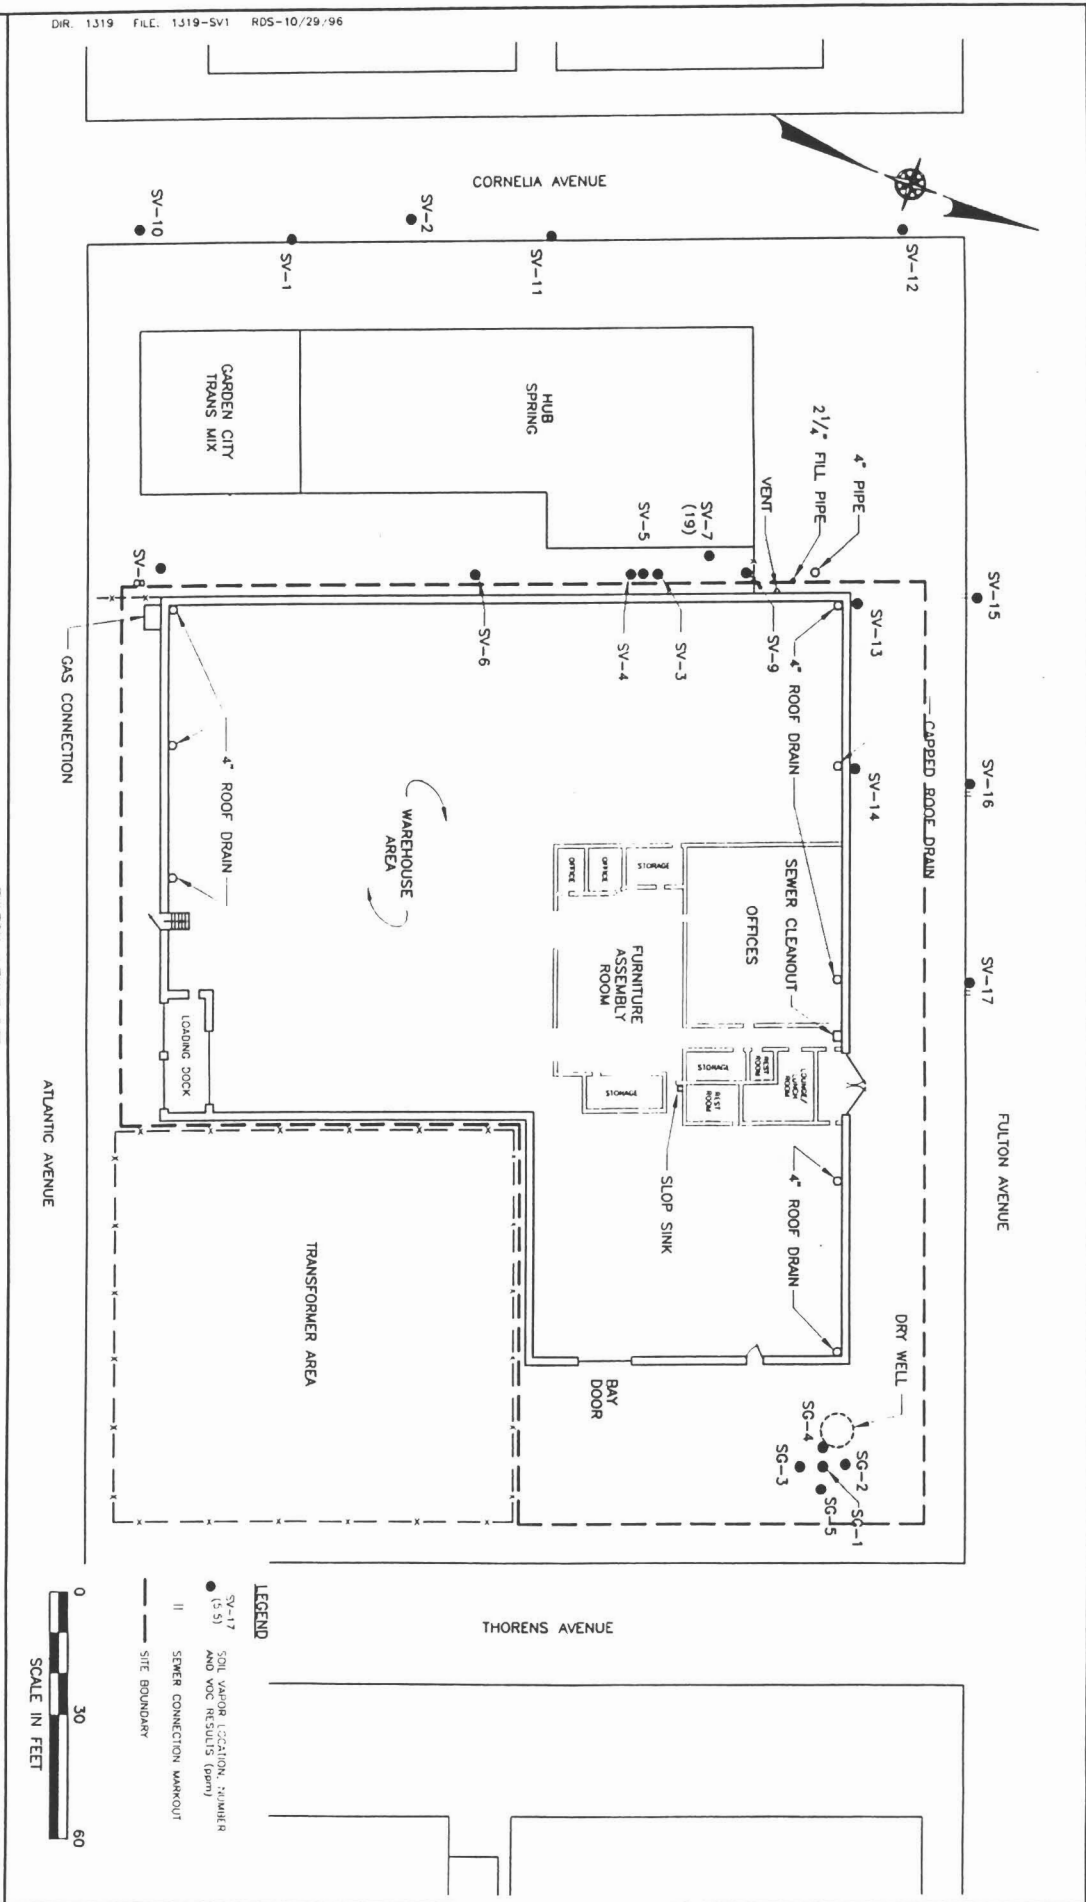 DIR. 1319 FILE: 1319-SV1 RDS-10/29/96
CORNELIA AVENUE
SV-10
SV-1
SV-2
SV-11
SV-12
GARDEN CITY
TRANS MIX
HUB
SPRING
4" PIPE
2 1/4" FILL PIPE
VENT
SV-7
(19)
SV-5
SV-8
SV-6
SV-4
SV-3
SV-9
SV-13
SV-15
GAS CONNECTION
4" ROOF DRAIN
4" ROOF DRAIN
CAPPED ROOF DRAIN
SV-14
SV-16
SV-17
WAREHOUSE
AREA
OFFICE
OFFICE
STORAGE
OFFICES
SEWER CLEANOUT
FURNITURE
ASSEMBLY
ROOM
LOADING DOCK
STORAGE
STORAGE
REST
ROOM
REST
ROOM
LOUNGE/
LUNCH
ROOM
SLOP SINK
4" ROOF DRAIN
ATLANTIC AVENUE
FULTON AVENUE
TRANSFORMER AREA
BAY
DOOR
DRY WELL
SG-4
SG-3
SG-2
SG-1
SG-5
THORENS AVENUE
LEGEND
SV-17
(5.5)
SOIL VAPOR LOCATION, NUMBER
AND VOC RESULTS (ppm)
SEWER CONNECTION MARKOUT
SITE BOUNDARY
0 30 60
SCALE IN FEET